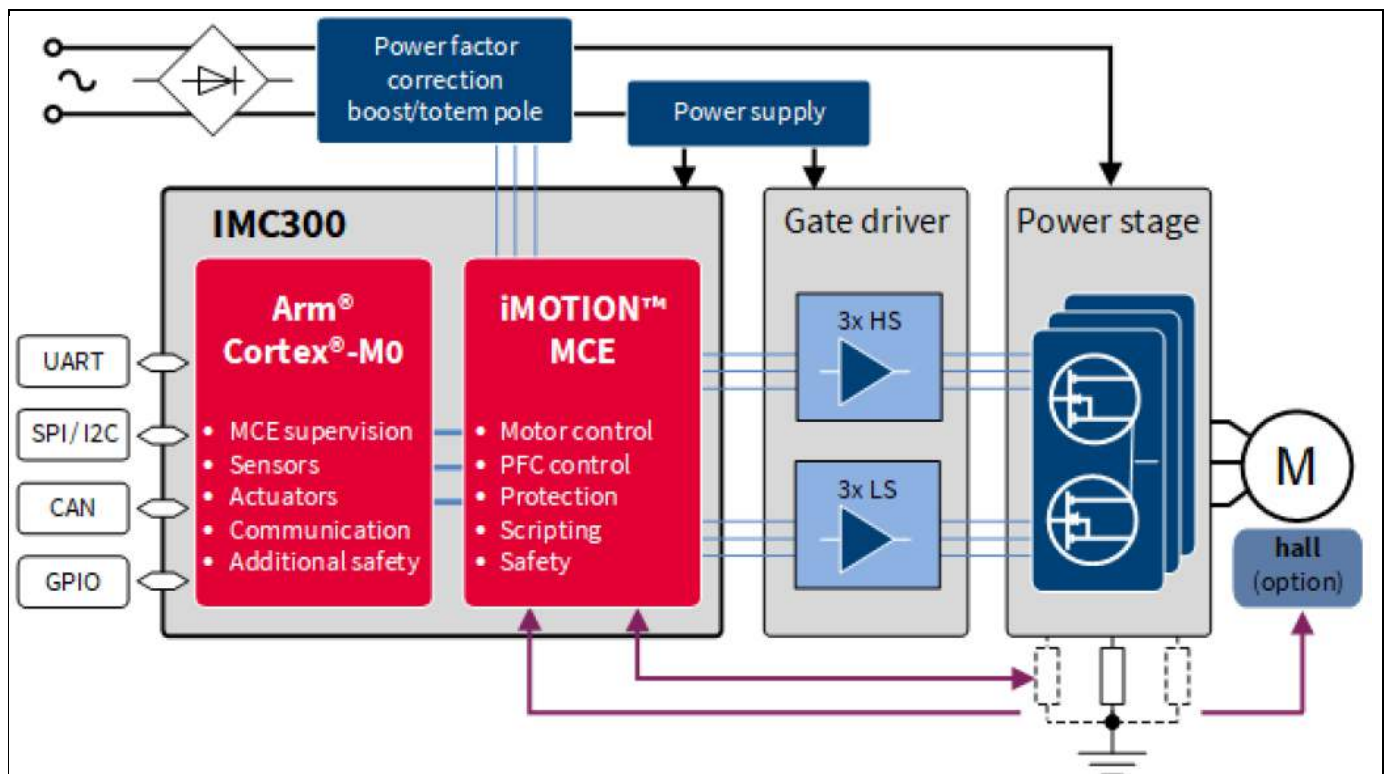 Power factor
correction
boost/totem pole
Power supply
IMC300
Gate driver
Power stage
Arm®
Cortex®-M0
• MCE supervision
• Sensors
• Actuators
• Communication
• Additional safety
iMOTION™
MCE
• Motor control
• PFC control
• Protection
• Scripting
• Safety
UART
SPI/I2C
CAN
GPIO
3x HS
3x LS
M
hall
(option)